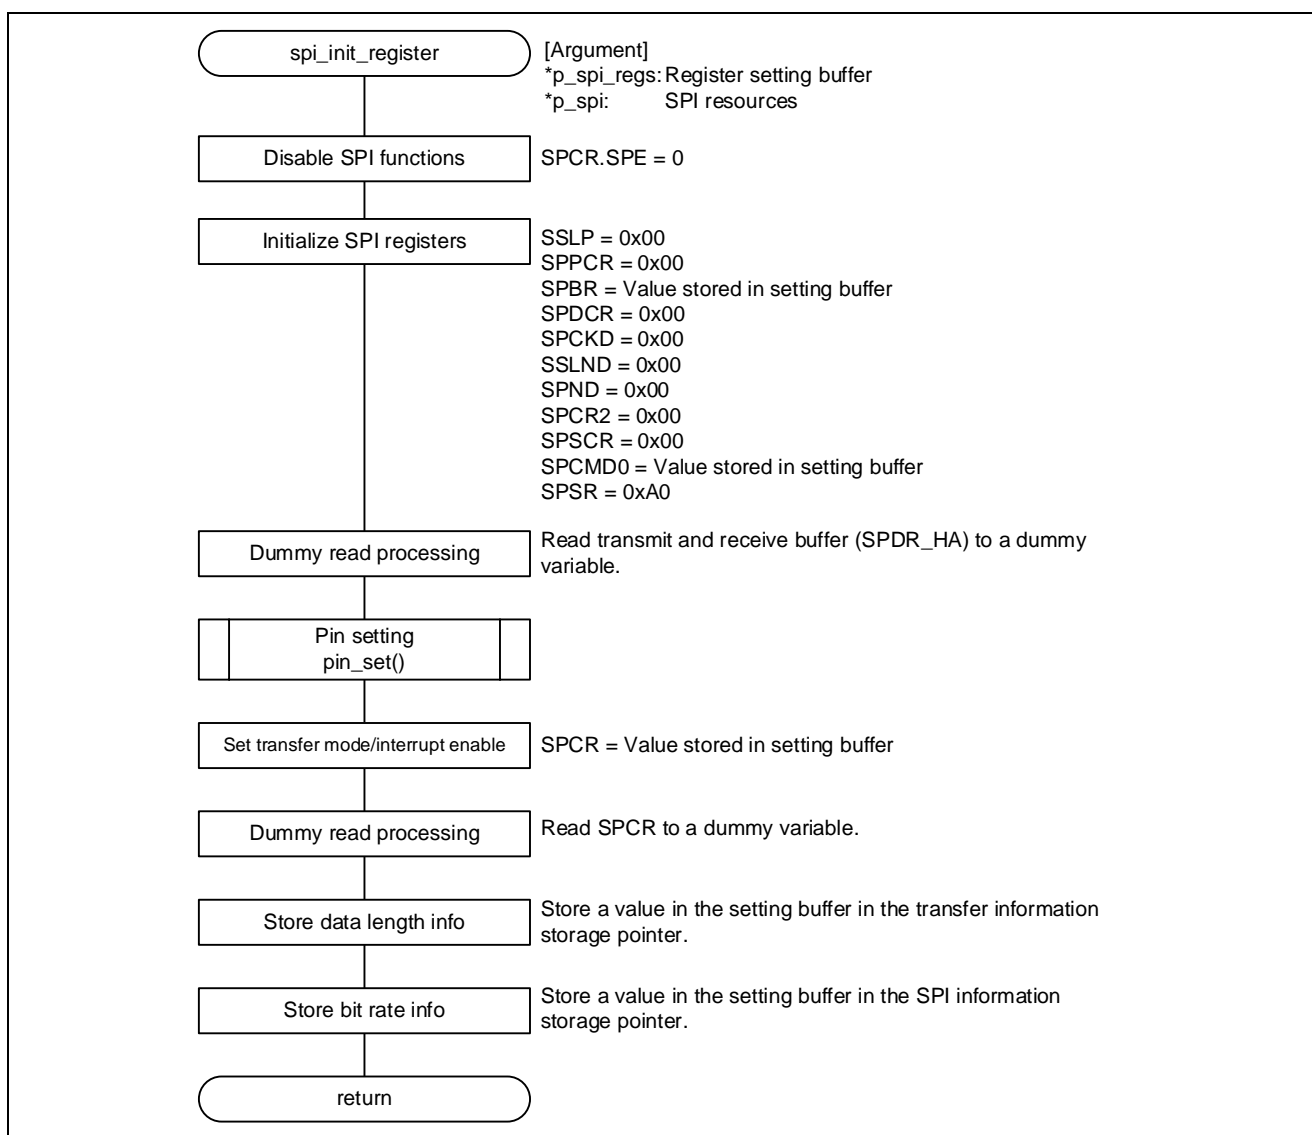 spi_init_register
[Argument]
*p_spi_regs: Register setting buffer
*p_spi: SPI resources
Disable SPI functions
SPCR.SPE = 0
Initialize SPI registers
SSLP = 0x00
SPPCR = 0x00
SPBR = Value stored in setting buffer
SPDCR = 0x00
SPCKD = 0x00
SSLND = 0x00
SPND = 0x00
SPCR2 = 0x00
SPSCR = 0x00
SPCMD0 = Value stored in setting buffer
SPSR = 0xA0
Dummy read processing
Read transmit and receive buffer (SPDR_HA) to a dummy
variable.
Pin setting
pin_set()
Set transfer mode/interrupt enable
SPCR = Value stored in setting buffer
Dummy read processing
Read SPCR to a dummy variable.
Store data length info
Store a value in the setting buffer in the transfer information
storage pointer.
Store bit rate info
Store a value in the setting buffer in the SPI information
storage pointer.
return